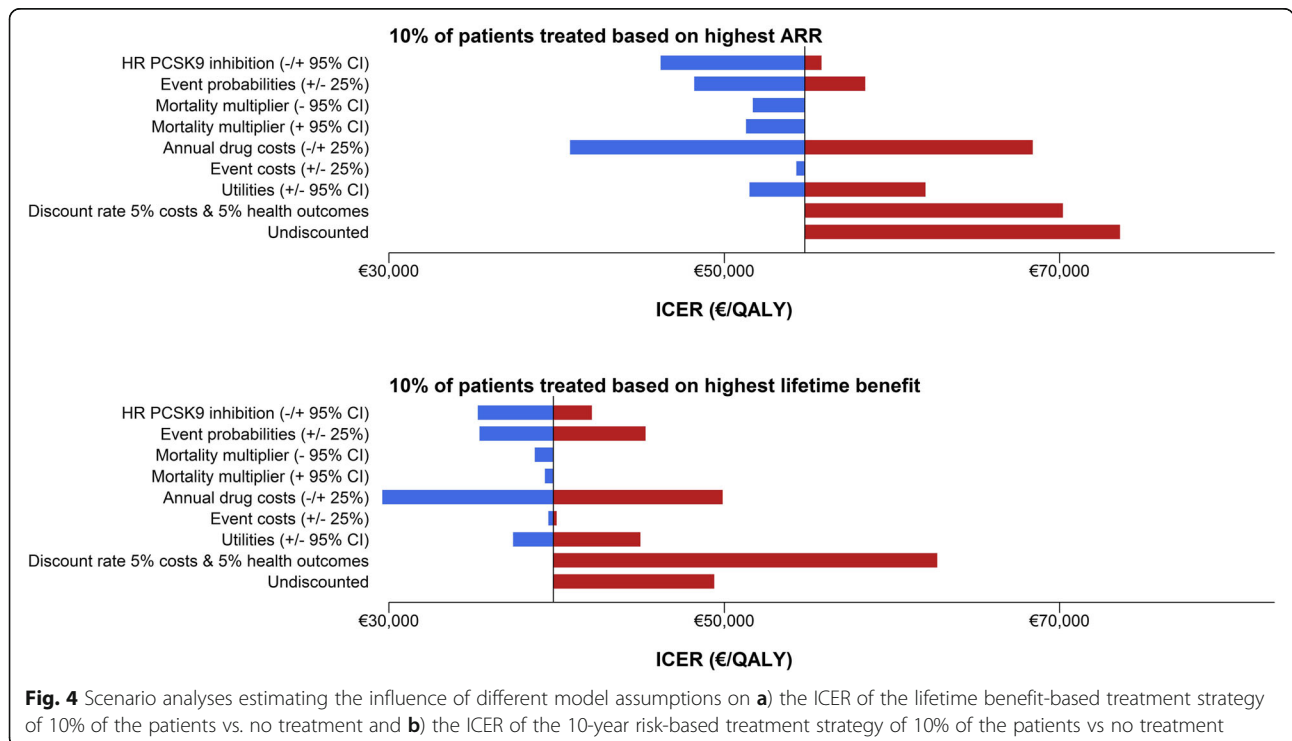 10% of patients treated based on highest ARR
HR PCSK9 inhibition (-/+ 95% CI)
Event probabilities (+/- 25%)
Mortality multiplier (- 95% CI)
Mortality multiplier (+ 95% CI)
Annual drug costs (-/+ 25%)
Event costs (+/- 25%)
Utilities (+/- 95% CI)
Discount rate 5% costs & 5% health outcomes
Undiscounted
€30,000 €50,000 €70,000
ICER (€/QALY)
10% of patients treated based on highest lifetime benefit
HR PCSK9 inhibition (-/+ 95% CI)
Event probabilities (+/- 25%)
Mortality multiplier (- 95% CI)
Mortality multiplier (+ 95% CI)
Annual drug costs (-/+ 25%)
Event costs (+/- 25%)
Utilities (+/- 95% CI)
Discount rate 5% costs & 5% health outcomes
Undiscounted
€30,000 €50,000 €70,000
ICER (€/QALY)
Fig. 4 Scenario analyses estimating the influence of different model assumptions on a) the ICER of the lifetime benefit-based treatment strategy
of 10% of the patients vs. no treatment and b) the ICER of the 10-year risk-based treatment strategy of 10% of the patients vs no treatment